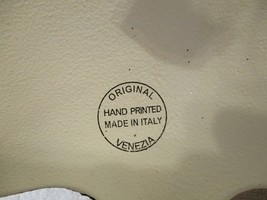 ORIGINAL
HAND PRINTED
MADE IN ITALY
VENEZIA